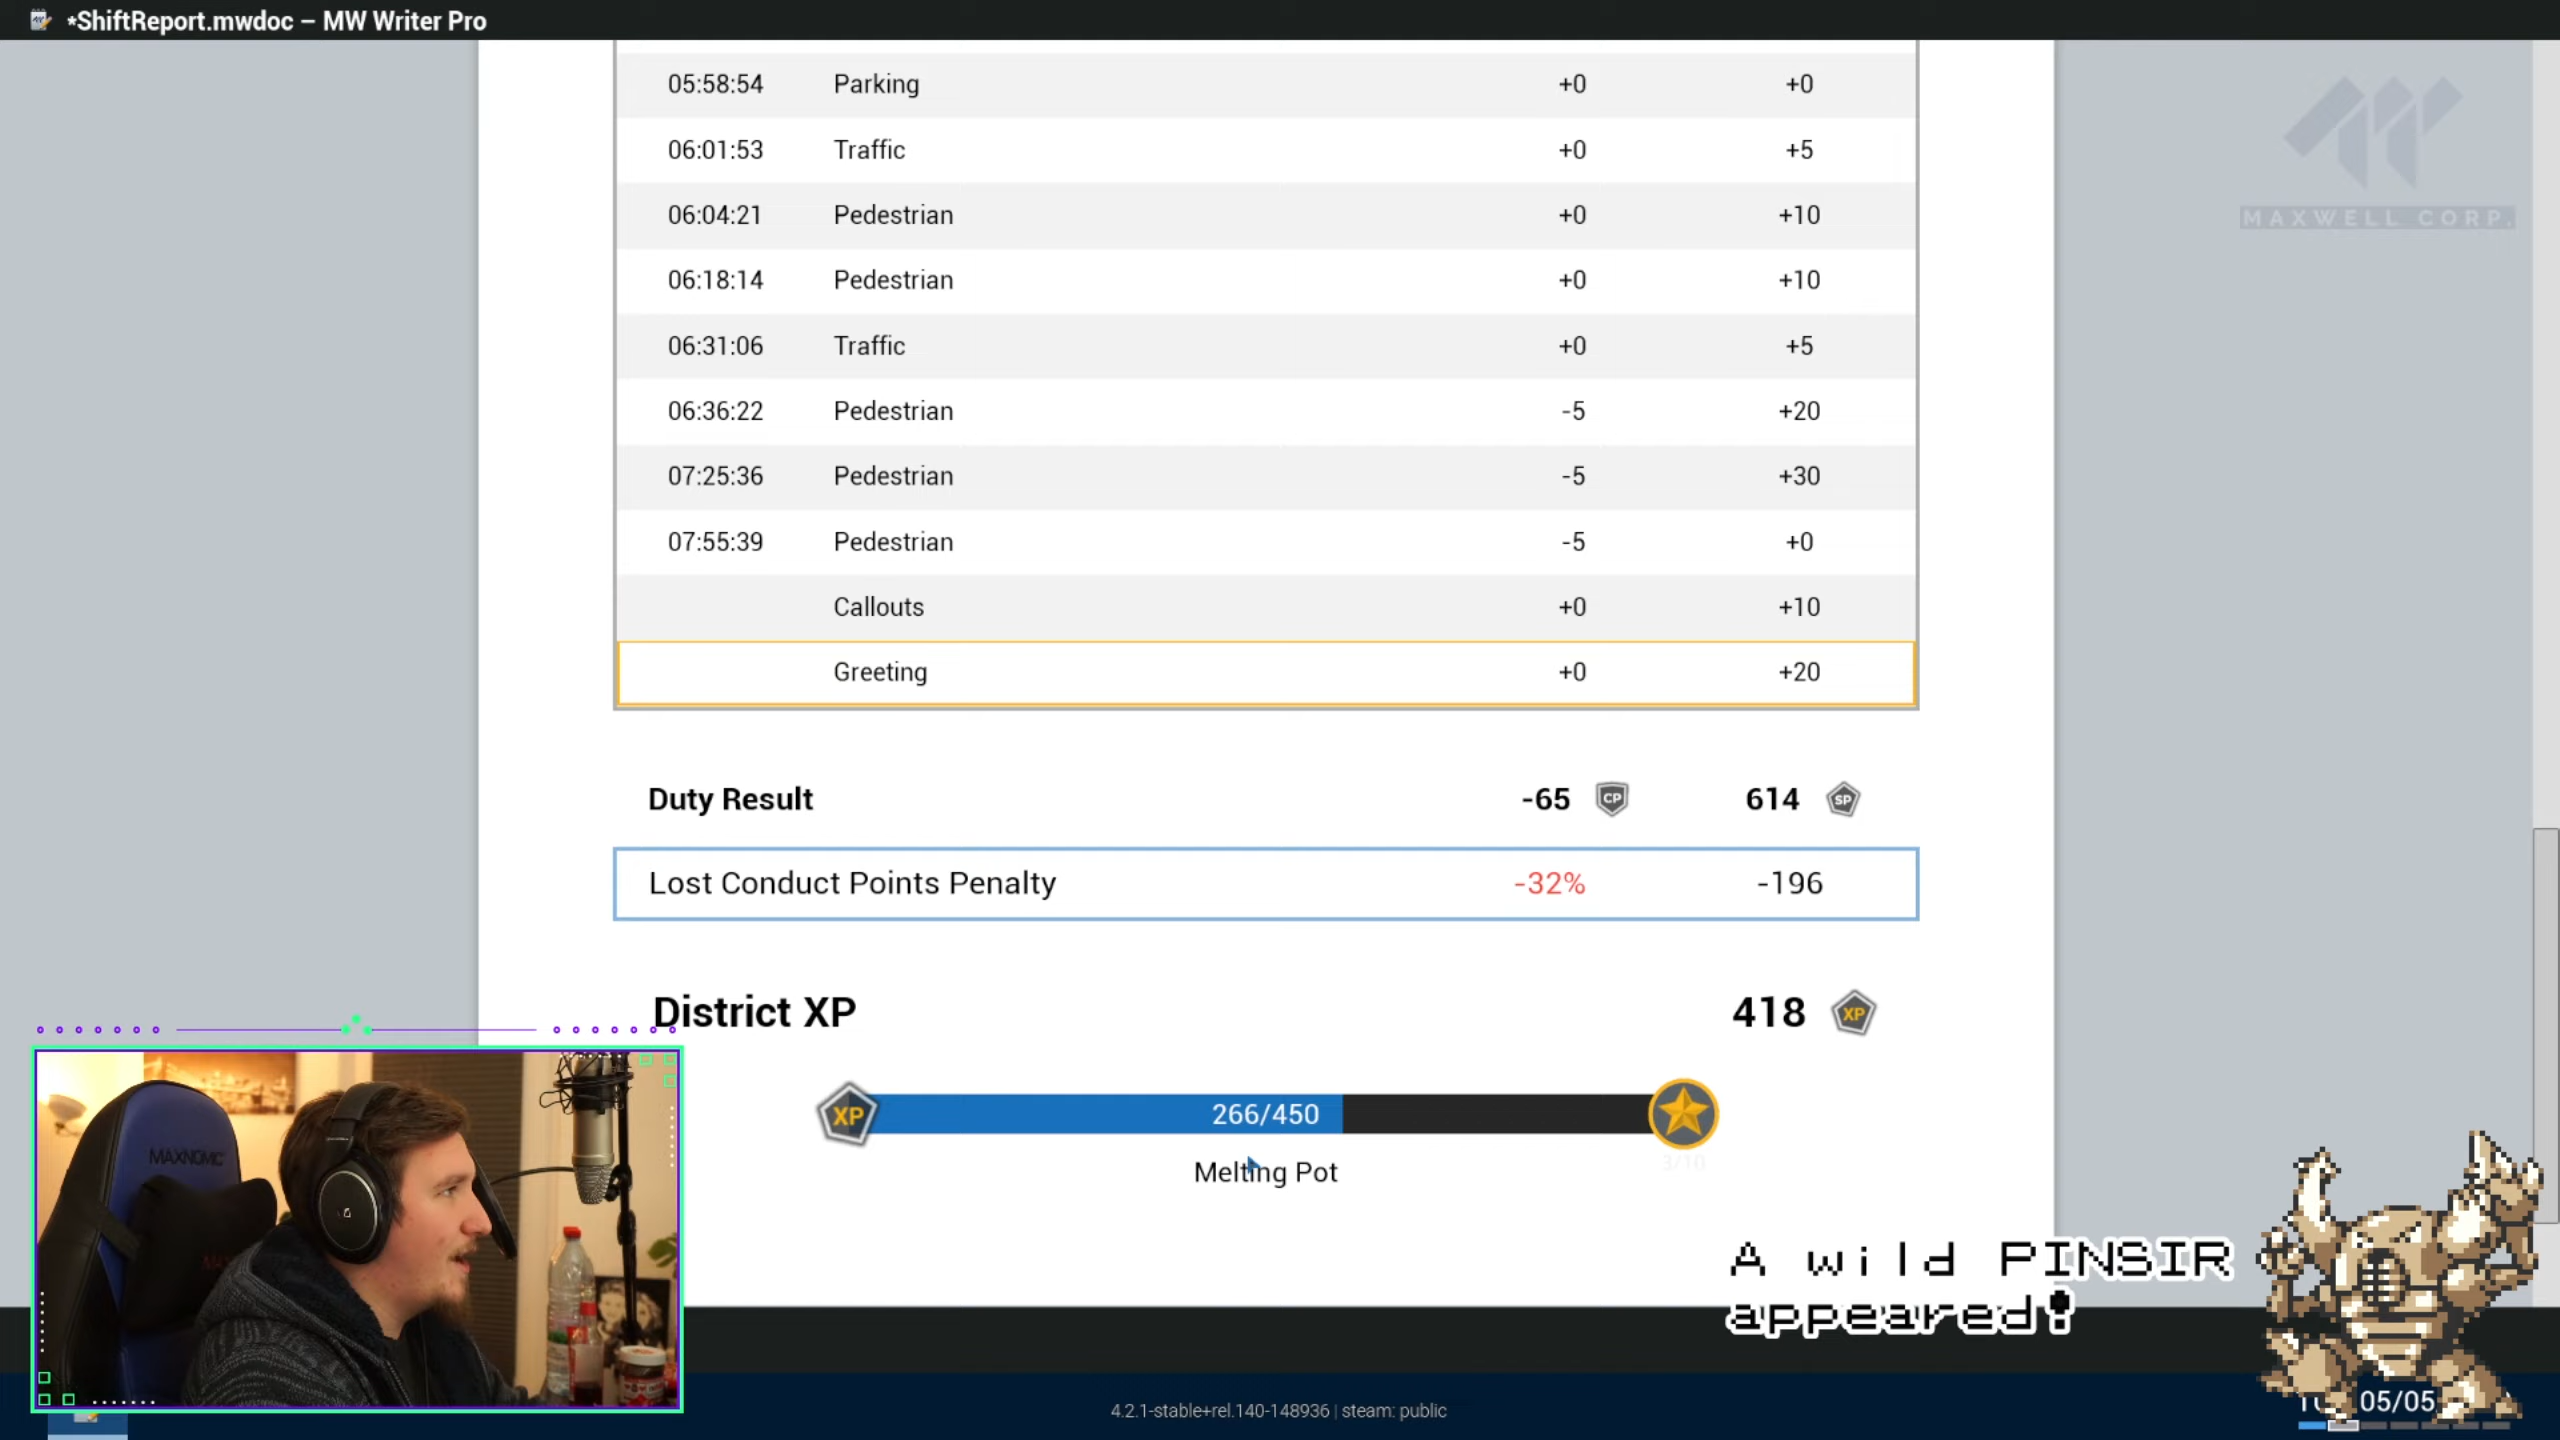 *ShiftReport.mwdoc – MW Writer Pro
MAXWELL CORP.
05:58:54 Parking +0 +0
06:01:53 Traffic +0 +5
06:04:21 Pedestrian +0 +10
06:18:14 Pedestrian +0 +10
06:31:06 Traffic +0 +5
06:36:22 Pedestrian -5 +20
07:25:36 Pedestrian -5 +30
07:55:39 Pedestrian -5 +0
Callouts +0 +10
Greeting +0 +20
Duty Result -65 CP 614 SP
Lost Conduct Points Penalty -32% -196
District XP 418 XP
XP 266/450
3/10
Melting Pot
MAXNOMIC
A wild PINSIR
appeared!
4.2.1-stable+rel.140-148936 | steam: public
05/05